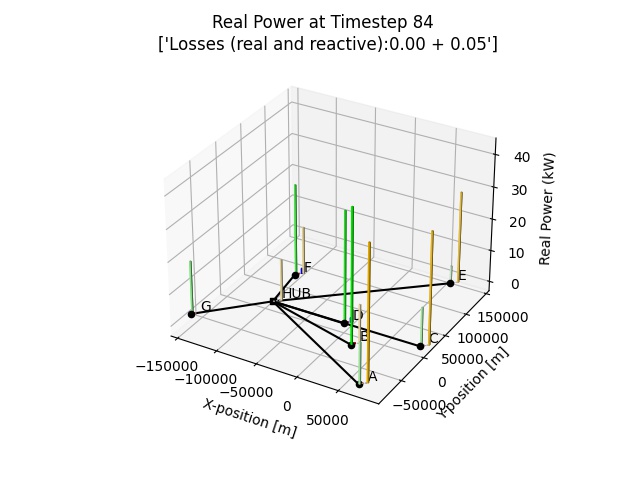 Real Power at Timestep 84
['Losses (real and reactive):0.00 + 0.05']
40
30
20
10
0
Real Power (kW)
F
HUB
E
G
D
B
C
A
−150000
−100000
−50000
0
50000
X-position [m]
−50000
0
50000
100000
150000
Y-position [m]